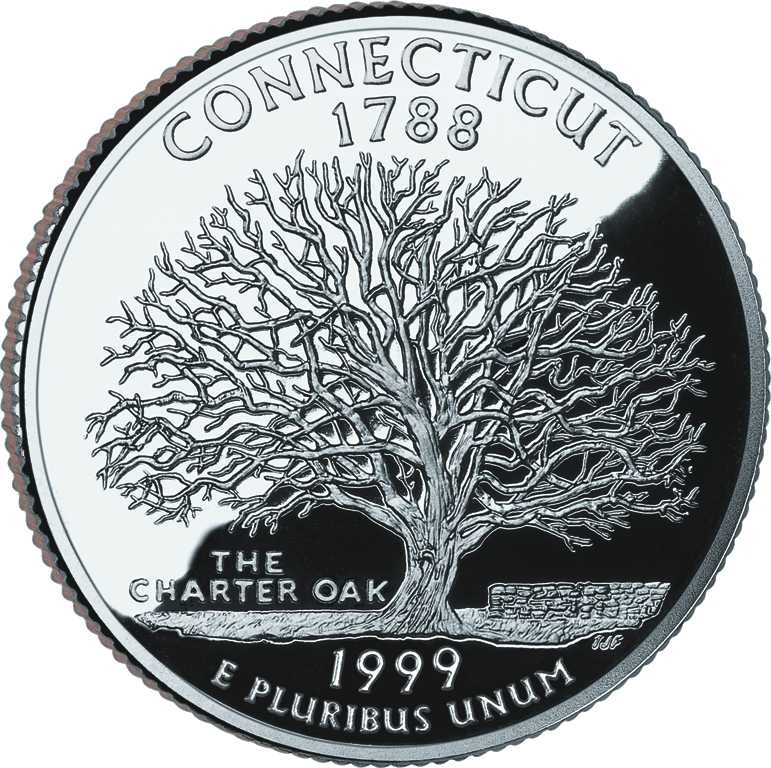 CONNECTICUT
1788
THE
CHARTER OAK
1999
E PLURIBUS UNUM